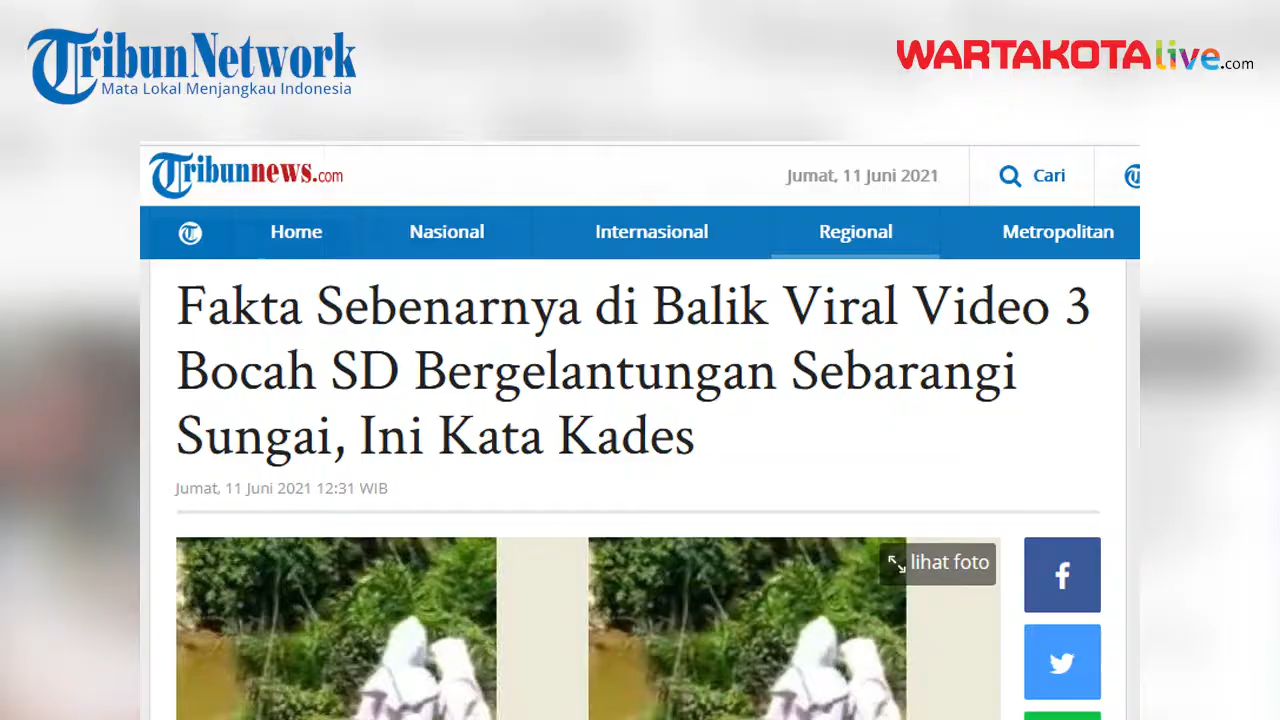 TribunNetwork
Mata Lokal Menjangkau Indonesia
WARTAKOTAlive.com
Tribunnews.com
Jumat, 11 Juni 2021
Cari
Home
Nasional
Internasional
Regional
Metropolitan
Fakta Sebenarnya di Balik Viral Video 3
Bocah SD Bergelantungan Sebarangi
Sungai, Ini Kata Kades
Jumat, 11 Juni 2021 12:31 WIB
lihat foto